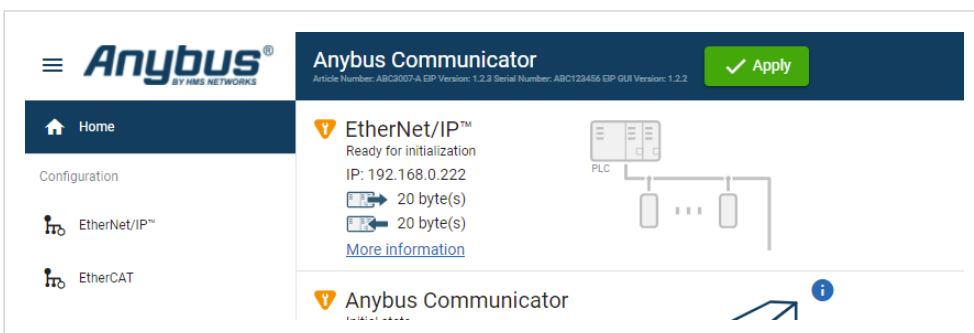 Anybus®
BY HMS NETWORKS
Anybus Communicator
Article Number: ABC3007-A EIP Version: 1.2.3 Serial Number: ABC123456 EIP GUI Version: 1.2.2
Apply
Home
Configuration
EtherNet/IP™
EtherCAT
EtherNet/IP™
Ready for initialization
IP: 192.168.0.222
20 byte(s)
20 byte(s)
More information
PLC
Anybus Communicator
Initial state